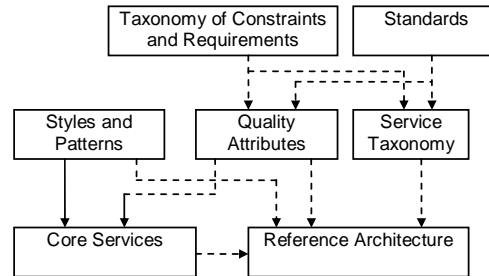 Taxonomy of Constraints
and Requirements
Standards
Styles and
Patterns
Quality
Attributes
Service
Taxonomy
Core Services
Reference Architecture